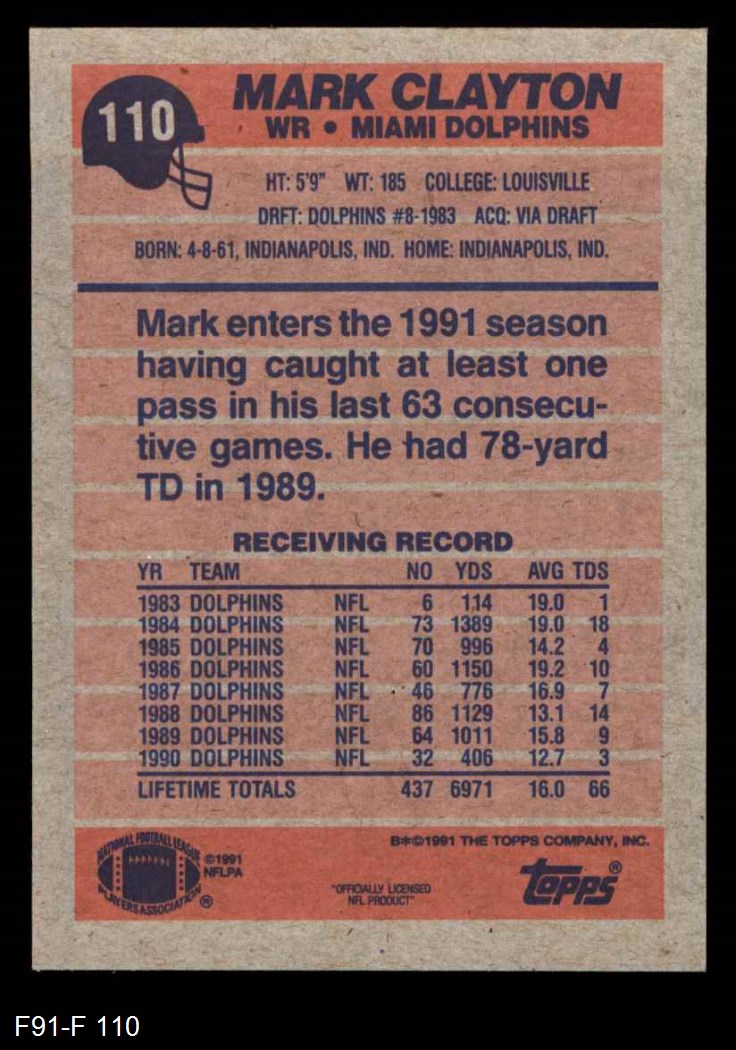 110
MARK CLAYTON
WR • MIAMI DOLPHINS
HT: 5'9" WT: 185 COLLEGE: LOUISVILLE
DRFT: DOLPHINS #8-1983 ACQ: VIA DRAFT
BORN: 4-8-61, INDIANAPOLIS, IND. HOME: INDIANAPOLIS, IND.
Mark enters the 1991 season
having caught at least one
pass in his last 63 consecu-
tive games. He had 78-yard
TD in 1989.
RECEIVING RECORD
YR TEAM NO YDS AVG TDS
1983 DOLPHINS NFL 6 114 19.0 1
1984 DOLPHINS NFL 73 1389 19.0 18
1985 DOLPHINS NFL 70 996 14.2 4
1986 DOLPHINS NFL 60 1150 19.2 10
1987 DOLPHINS NFL 46 776 16.9 7
1988 DOLPHINS NFL 86 1129 13.1 14
1989 DOLPHINS NFL 64 1011 15.8 9
1990 DOLPHINS NFL 32 406 12.7 3
LIFETIME TOTALS 437 6971 16.0 66
NATIONAL FOOTBALL LEAGUE
PLAYERS ASSOCIATION ®
©1991
NFLPA
B*©1991 THE TOPPS COMPANY, INC.
"OFFICIALLY LICENSED
NFL PRODUCT"
topps®
F91-F 110